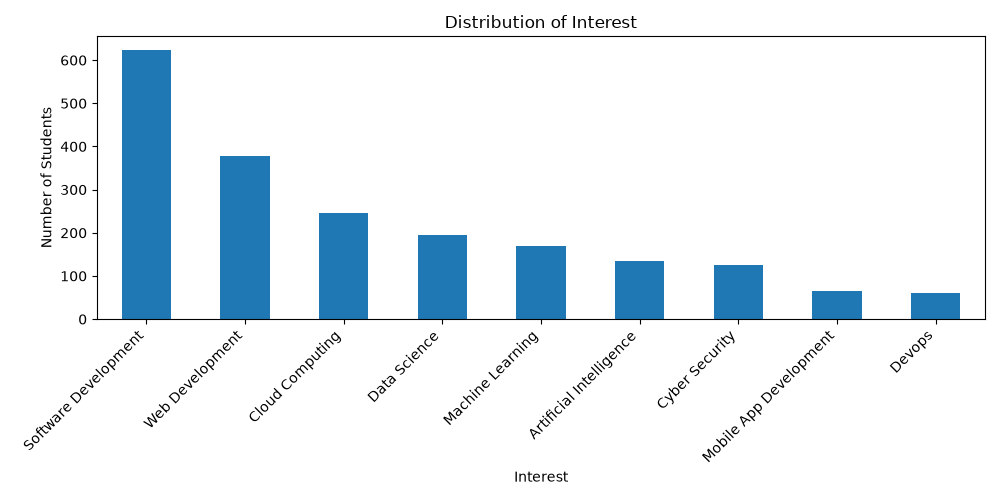 Distribution of Interest
Number of Students
600
500
400
300
200
100
0
Software Development
Web Development
Cloud Computing
Data Science
Machine Learning
Artificial Intelligence
Cyber Security
Mobile App Development
Devops
Interest